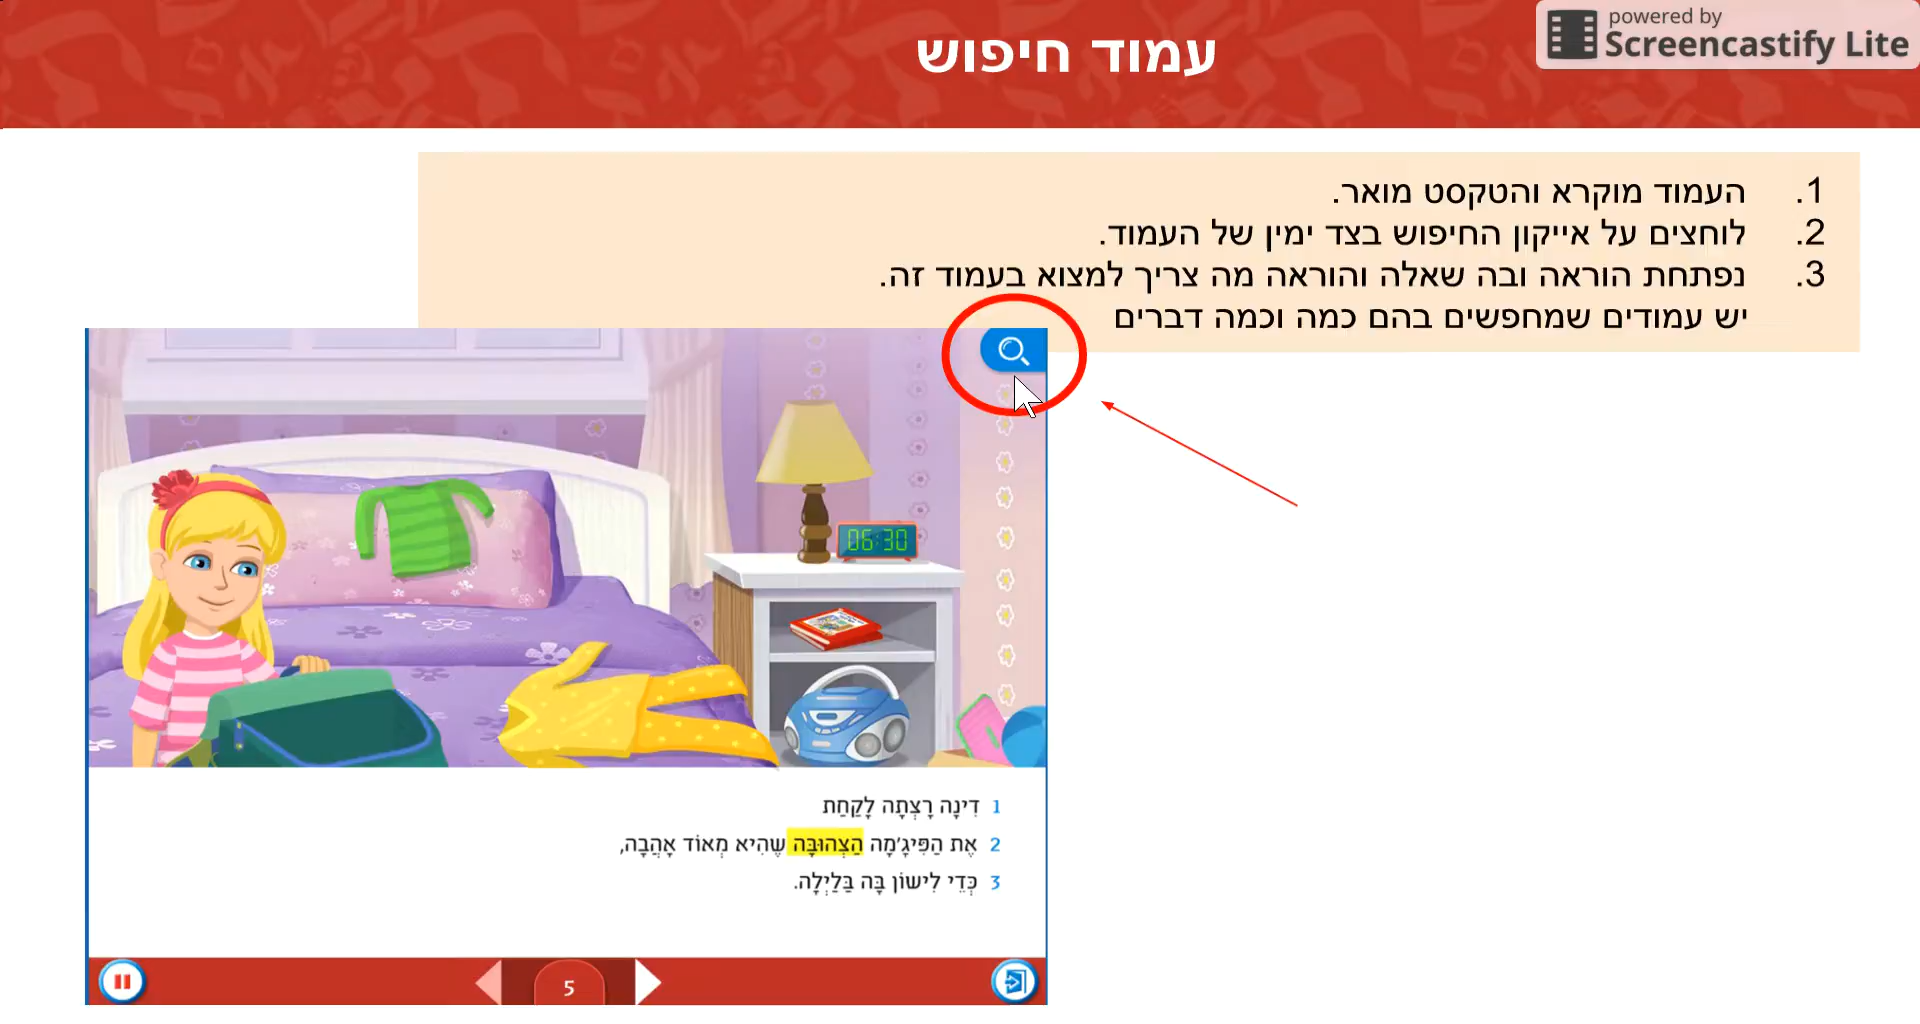 עמוד חיפוש
powered by
Screencastify Lite
1. העמוד מוקרא והטקסט מואר.
2. לוחצים על אייקון החיפוש בצד ימין של העמוד.
3. נפתחת הוראה ובה שאלה והוראה מה צריך למצוא בעמוד זה.
יש עמודים שמחפשים בהם כמה וכמה דברים
06:30
1 דִּינָה רָצְתָה לָקַחַת
2 אֶת הַפִּיגָ'מָה הַצְּהוּבָּה שֶׁהִיא מְאוֹד אָהֲבָה,
3 כְּדֵי לִישׁוֹן בָּהּ בַּלַּיְלָה.
5